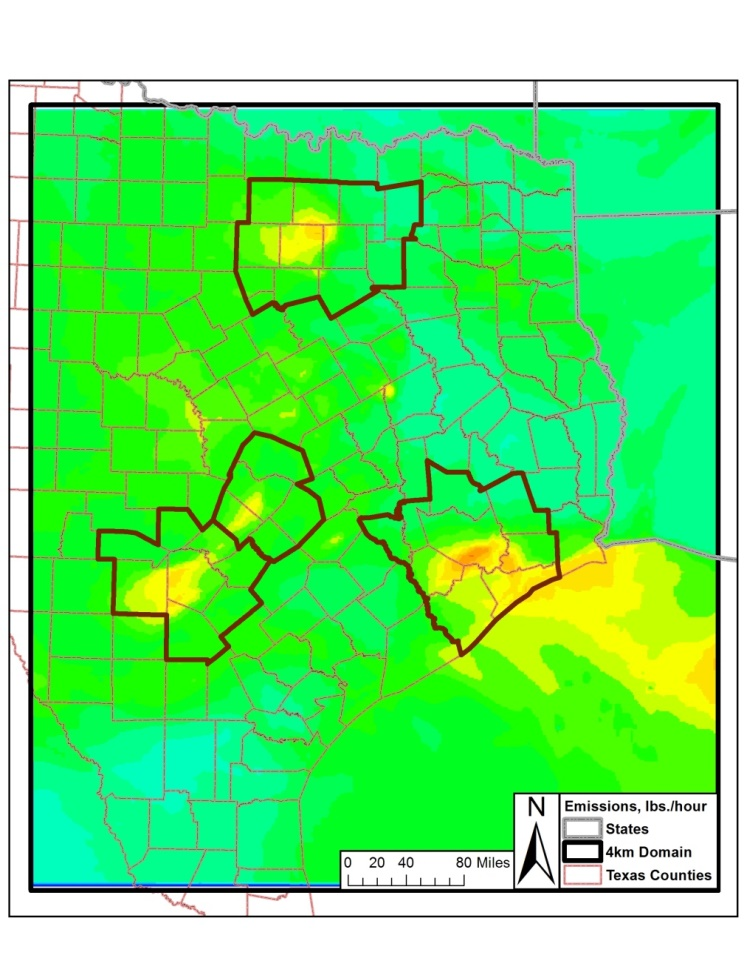 N
Emissions, lbs./hour
States
4km Domain
Texas Counties
0 20 40 80 Miles